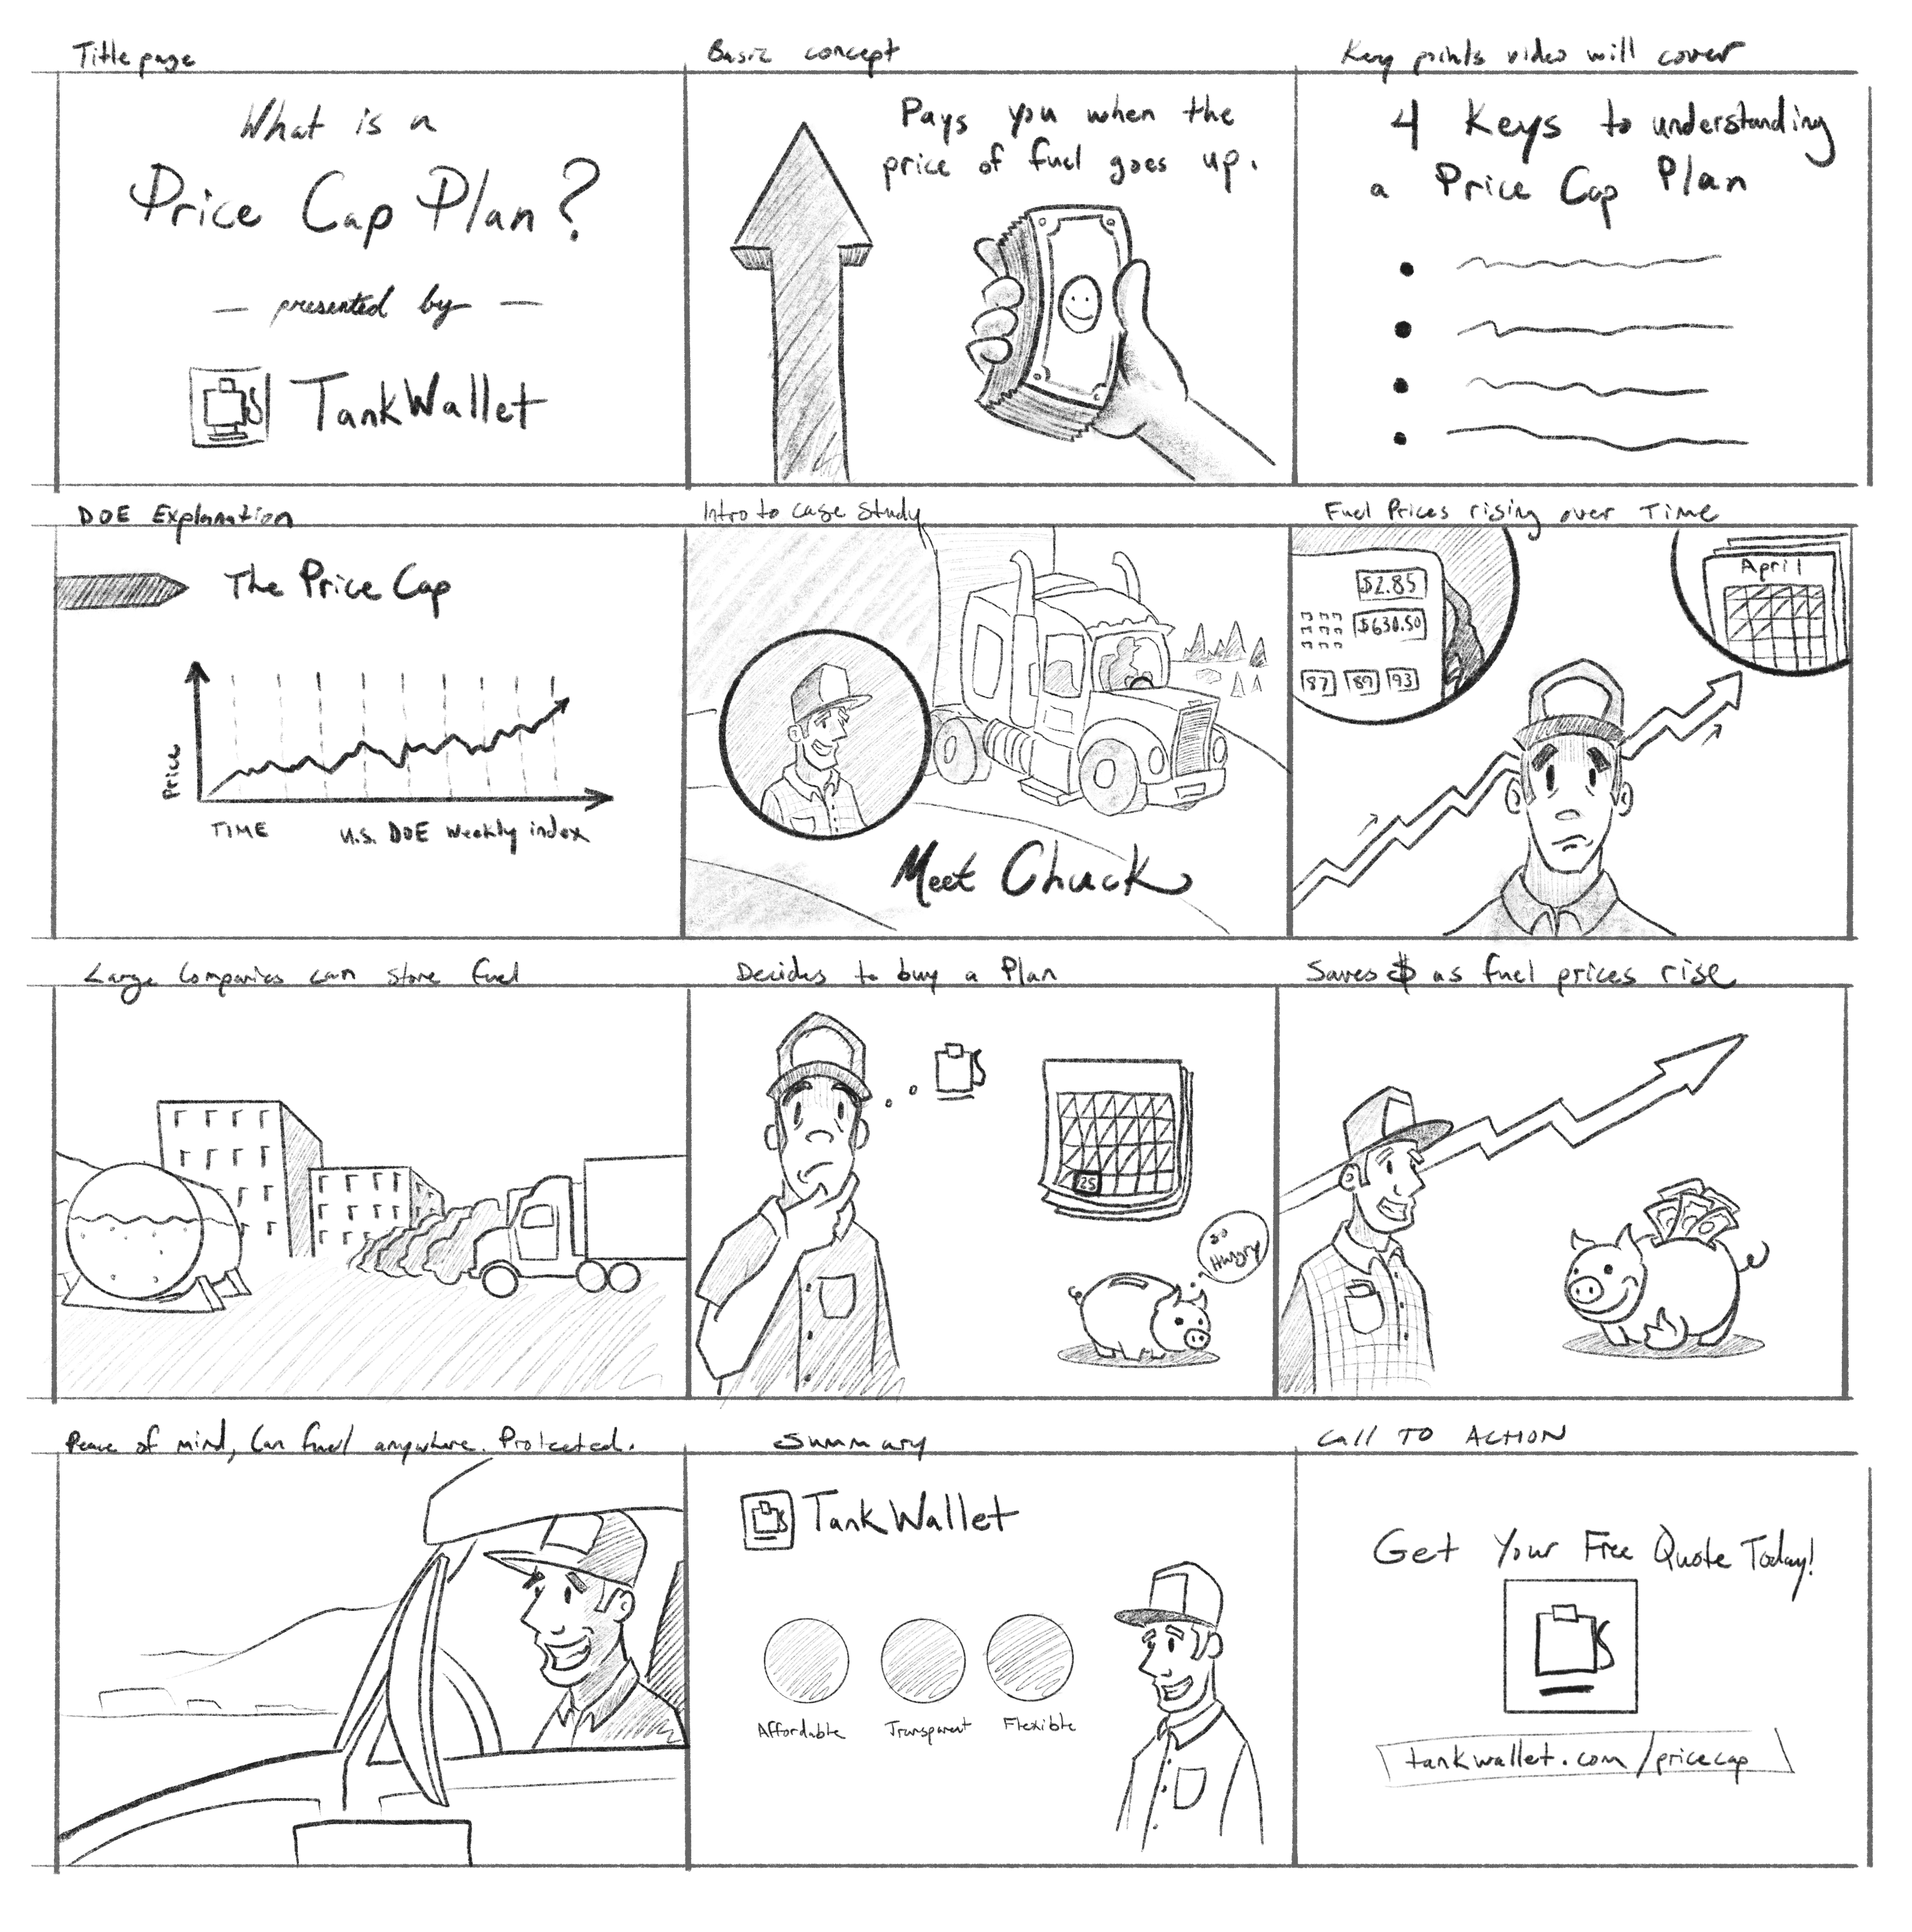 Title page
What is a
Price Cap Plan?
— presented by —
TankWallet
Basic concept
Pays you when the
price of fuel goes up.
Key points video will cover
4 Keys to understanding
a Price Cap Plan
DOE Explanation
The Price Cap
Price
TIME
U.S. DOE Weekly index
Intro to case study
Meet Chuck
Fuel Prices rising over Time
$2.85
$630.50
87 89 93
April
Large Companies can store fuel
Decides to buy a Plan
25
so
Hungry
Saves $ as fuel prices rise
Peace of mind, Can fuel anywhere. Protected.
Summary
TankWallet
Affordable
Transparent
Flexible
CALL TO ACTION
Get Your Free Quote Today!
tankwallet.com/pricecap